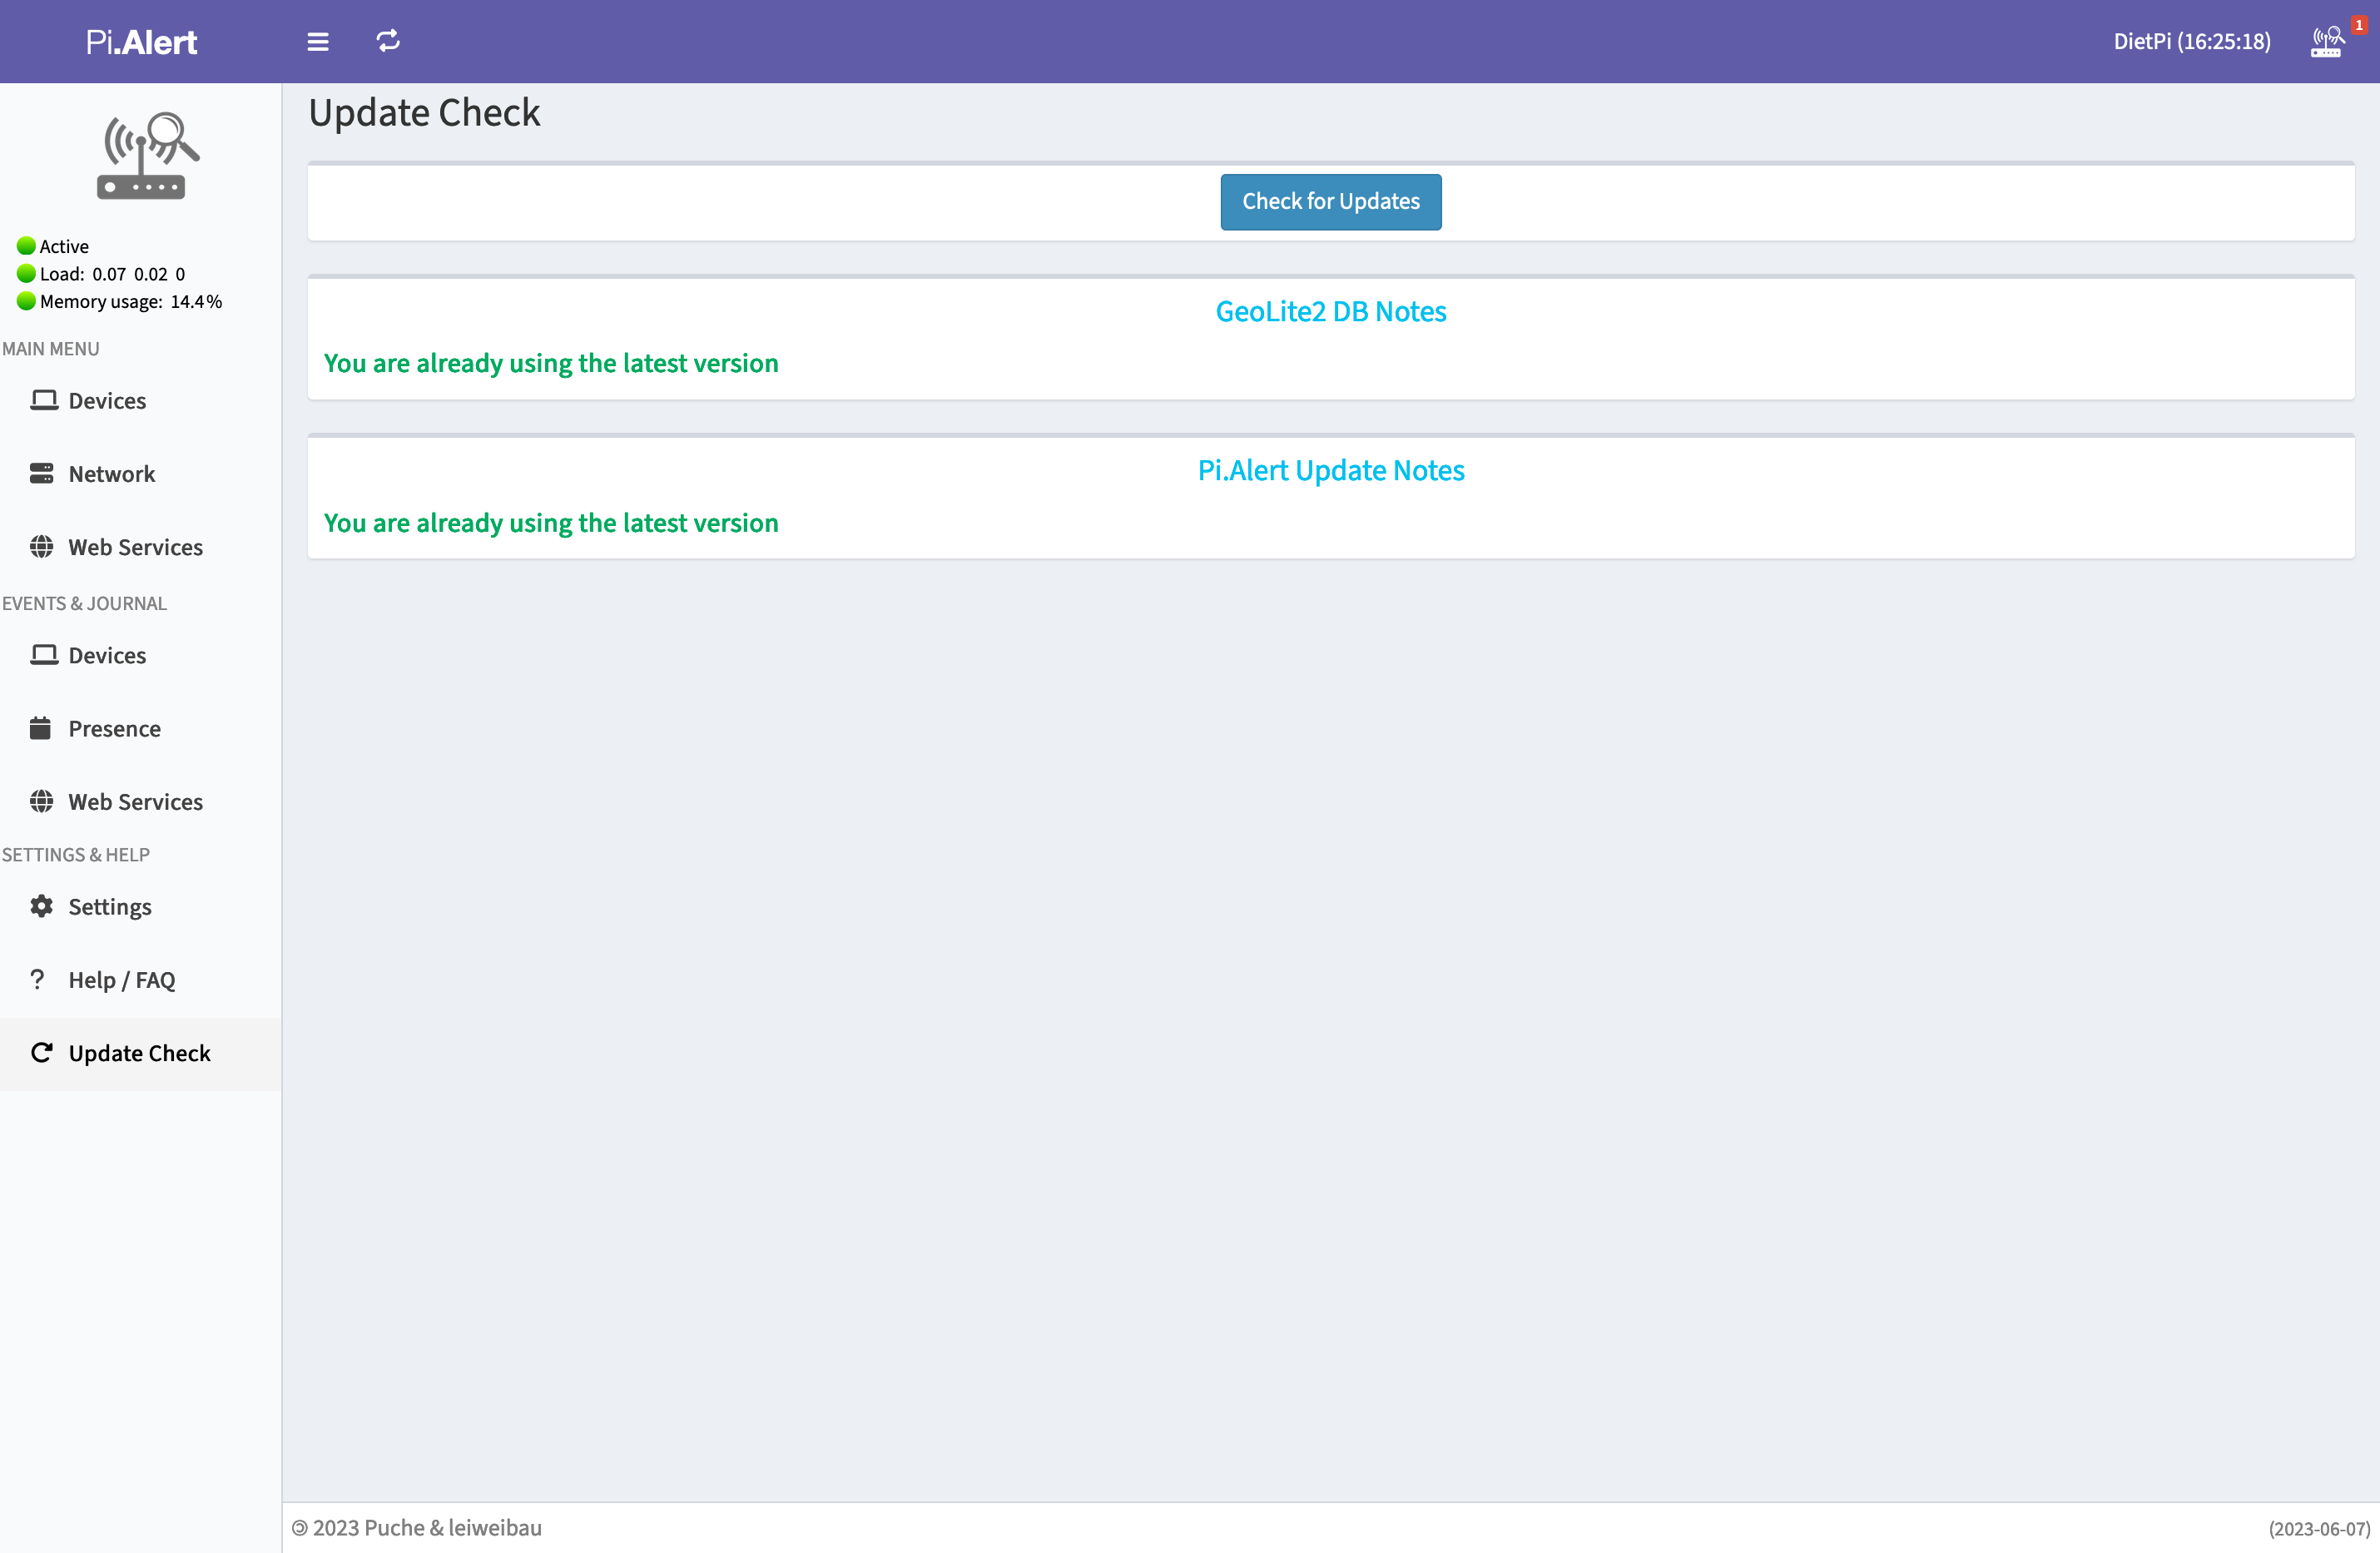 Pi.Alert
DietPi (16:25:18)
1
Active
Load: 0.07 0.02 0
Memory usage: 14.4%
MAIN MENU
Devices
Network
Web Services
EVENTS & JOURNAL
Devices
Presence
Web Services
SETTINGS & HELP
Settings
Help / FAQ
Update Check
Update Check
Check for Updates
GeoLite2 DB Notes
You are already using the latest version
Pi.Alert Update Notes
You are already using the latest version
🄯 2023 Puche & leiweibau
(2023-06-07)